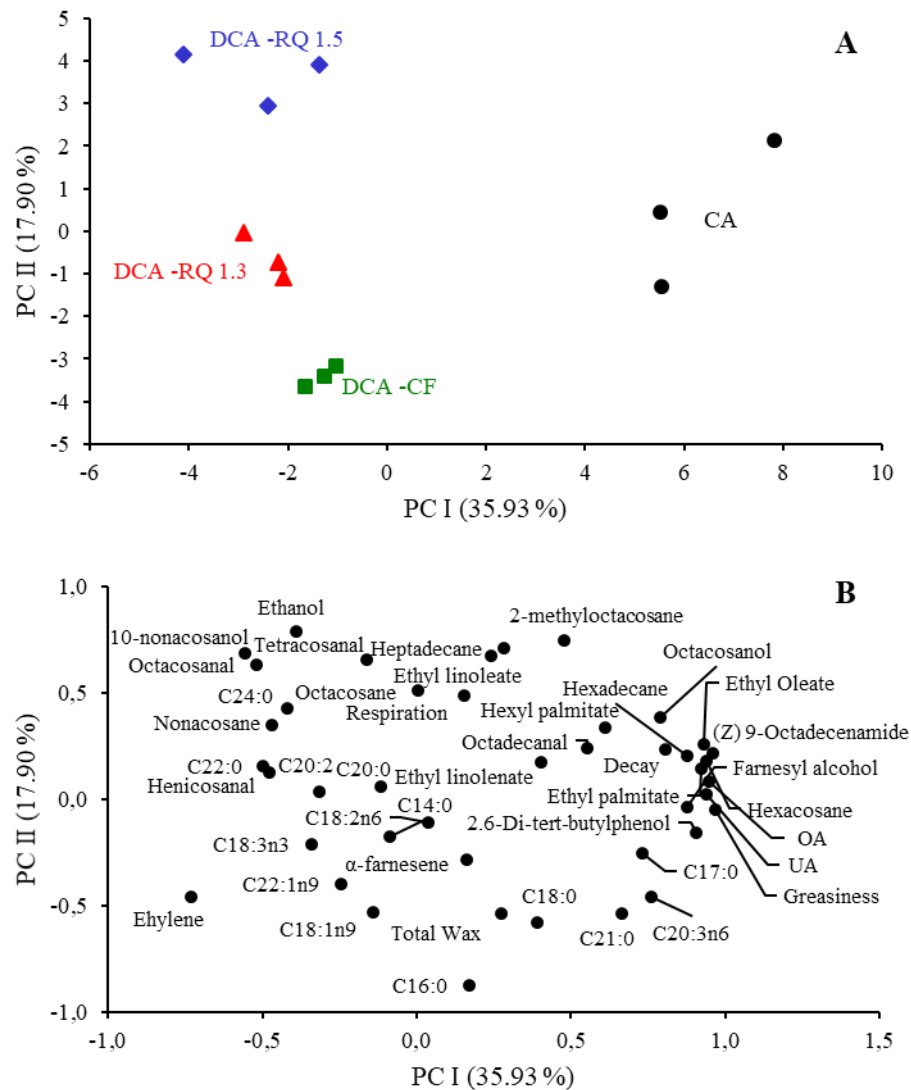 A
5
4
3
2
1
0
-1
-2
-3
-4
-5
PC II (17.90 %)
DCA -RQ 1.5
CA
DCA -RQ 1.3
DCA -CF
-6
-4
-2
0
2
4
6
8
10
PC I (35.93 %)
B
1,0
0,5
0,0
-0,5
-1,0
PC II (17.90 %)
Ethanol
2-methyloctacosane
10-nonacosanol
Tetracosanal
Heptadecane
Octacosanol
Octacosanal
Ethyl linoleate
Ethyl Oleate
C24:0
Octacosane
Hexadecane
Respiration
Hexyl palmitate
Nonacosane
(Z) 9-Octadecenamide
Octadecanal
Decay
Farnesyl alcohol
C22:0
C20:2
C20:0
Ethyl linolenate
Henicosanal
Ethyl palmitate
Hexacosane
C14:0
C18:2n6
2.6-Di-tert-butylphenol
OA
C18:3n3
α-farnesene
C17:0
UA
C22:1n9
Greasiness
Ehylene
C18:1n9
Total Wax
C18:0
C21:0
C20:3n6
C16:0
-1,0
-0,5
0,0
0,5
1,0
1,5
PC I (35.93 %)